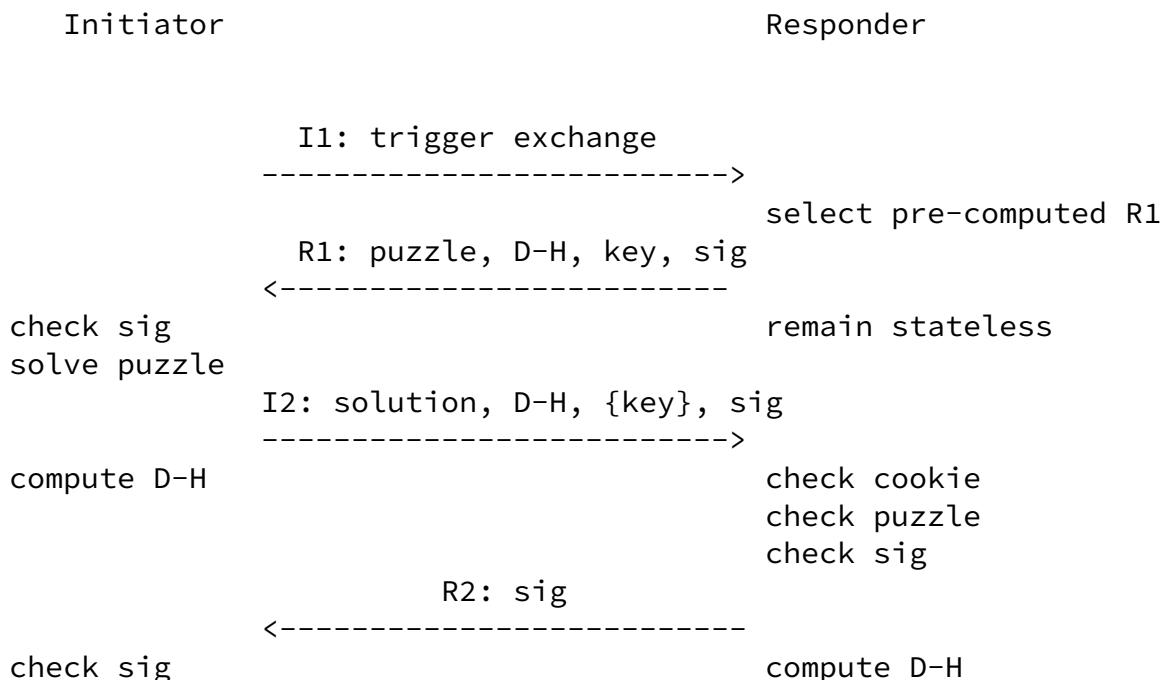 Initiator Responder
I1: trigger exchange
-------------------------->
select pre-computed R1
R1: puzzle, D-H, key, sig
<-------------------------
check sig remain stateless
solve puzzle
I2: solution, D-H, {key}, sig
-------------------------->
compute D-H check cookie
check puzzle
check sig
R2: sig
<--------------------------
check sig compute D-H